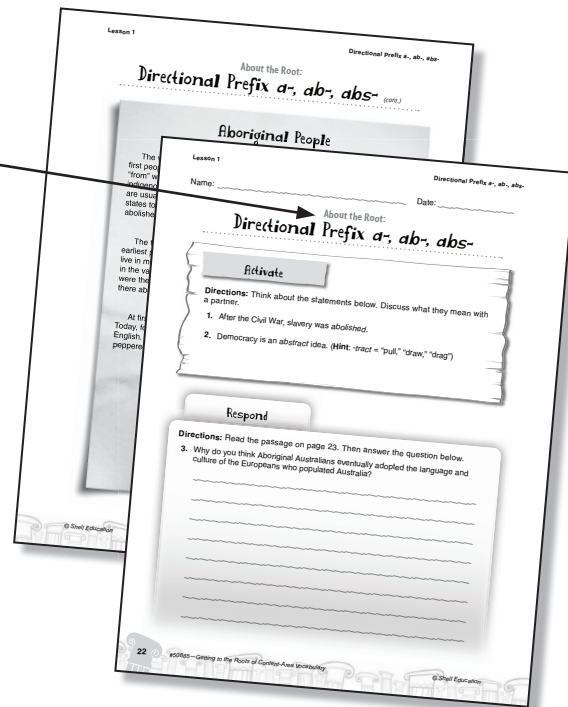 Lesson 1
Directional Prefix a-, ab-, abs-
About the Root:
Directional Prefix a-, ab-, abs- (cont.)
Aboriginal People
The
first peop
"from" w
indigeno
are usua
states to
abolishe
The f
earliest
live in m
in the va
were the
there ab
At fir
Today, fo
English.
peppere
© Shell Education
Lesson 1
Directional Prefix a-, ab-, abs-
Name:
Date:
About the Root:
Directional Prefix a-, ab-, abs-
Activate
Directions: Think about the statements below. Discuss what they mean with
a partner.
1. After the Civil War, slavery was abolished.
2. Democracy is an abstract idea. (Hint: -tract = "pull," "draw," "drag")
Respond
Directions: Read the passage on page 23. Then answer the question below.
3. Why do you think Aboriginal Australians eventually adopted the language and
culture of the Europeans who populated Australia?
22
#50865—Getting to the Roots of Content-Area Vocabulary
© Shell Education